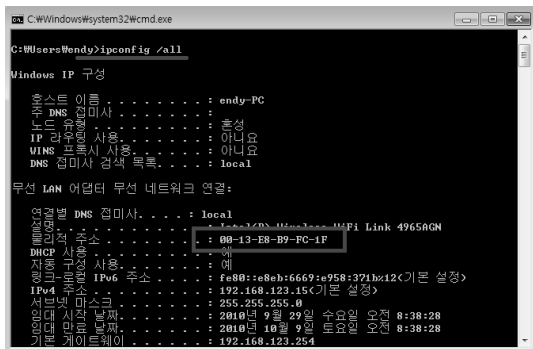 C:\Windows\system32\cmd.exe
C:\Users\endy>ipconfig /all
Windows IP 구성
호스트 이름 . . . . . . . . : endy-PC
주 DNS 접미사 . . . . . . . :
노드 유형 . . . . . . . . . : 혼성
IP 라우팅 사용. . . . . . . : 아니요
WINS 프록시 사용. . . . . . : 아니요
DNS 접미사 검색 목록. . . . : local
무선 LAN 어댑터 무선 네트워크 연결:
연결별 DNS 접미사. . . . : local
설명. . . . . . . . . . . . : Intel(R) Wireless WiFi Link 4965AGN
물리적 주소 . . . . . . . . : 00-13-E8-B9-FC-1F
DHCP 사용 . . . . . . . . . : 예
자동 구성 사용. . . . . . . : 예
링크-로컬 IPv6 주소 . . . . : fe80::e8eb:6669:e958:371b%12(기본 설정)
IPv4 주소 . . . . . . . . . : 192.168.123.15(기본 설정)
서브넷 마스크 . . . . . . . : 255.255.255.0
임대 시작 날짜. . . . . . . : 2010년 9월 29일 수요일 오전 8:38:28
임대 만료 날짜. . . . . . . : 2010년 10월 9일 토요일 오전 8:38:28
기본 게이트웨이 . . . . . . : 192.168.123.254